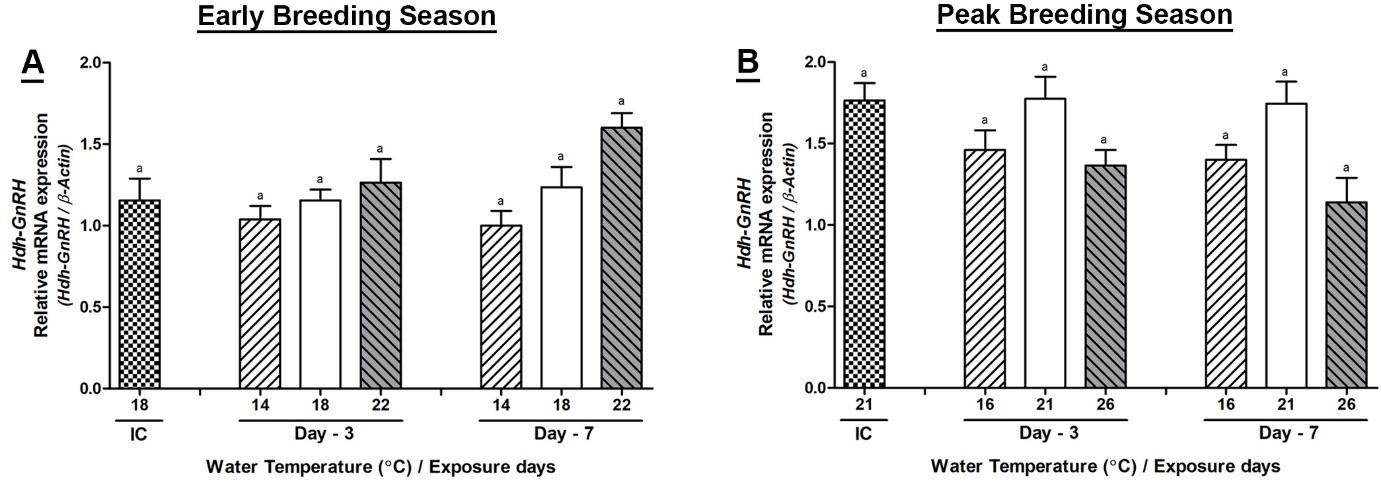 Early Breeding Season
A
Hdh-GnRH
Relative mRNA expression
(Hdh-GnRH / β-Actin)
2.0
1.5
1.0
0.5
0.0
a
a
a
a
a
a
a
18
14
18
22
14
18
22
IC
Day - 3
Day - 7
Water Temperature (°C) / Exposure days
Peak Breeding Season
B
Hdh-GnRH
Relative mRNA expression
(Hdh-GnRH / β-Actin)
2.0
1.5
1.0
0.5
0.0
a
a
a
a
a
a
a
21
16
21
26
16
21
26
IC
Day - 3
Day - 7
Water Temperature (°C) / Exposure days